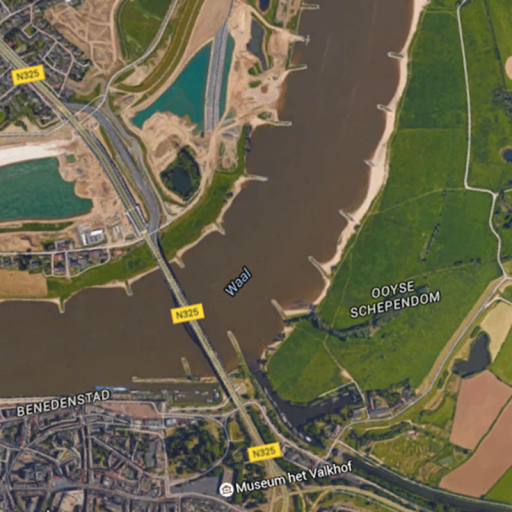 N325
Waal
OOYSE
SCHEPENDOM
N325
BENEDENSTAD
N325
Museum het Valkhof